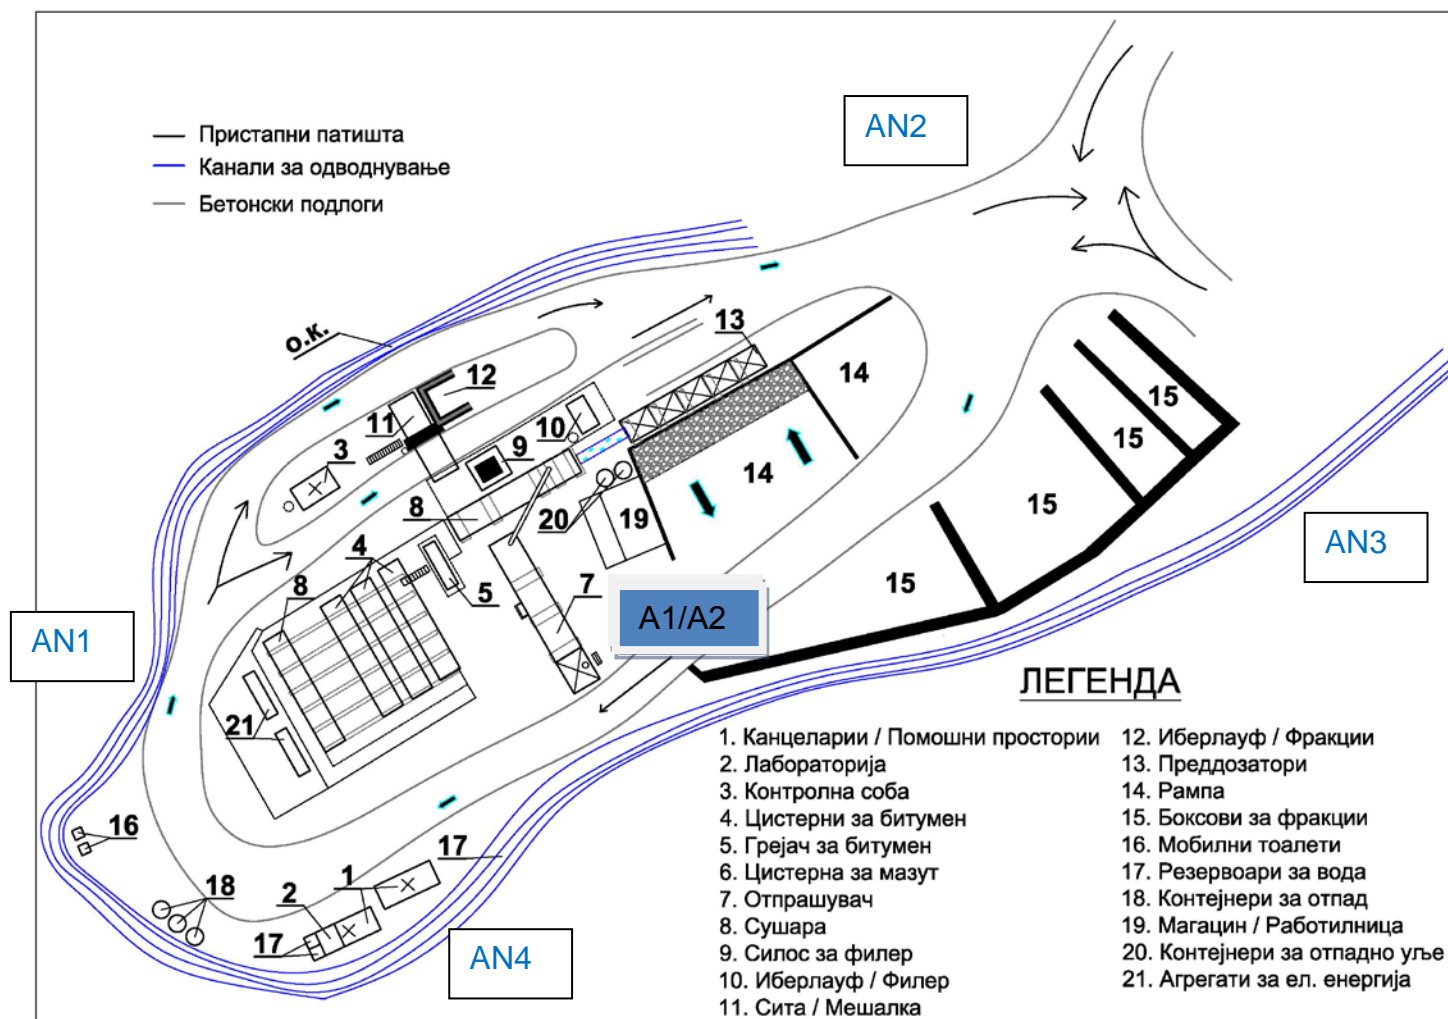 AN2
Пристапни патишта
Канали за одводнување
Бетонски подлоги
о.к.
13
12
14
11
10
15
3
9
15
14
8
20
19
15
4
AN3
8
5
7
15
A1/A2
AN1
ЛЕГЕНДА
21
1. Канцеларии / Помошни простории
2. Лабораторија
3. Контролна соба
4. Цистерни за битумен
5. Грејач за битумен
6. Цистерна за мазут
7. Отпрашувач
8. Сушара
9. Силос за филер
10. Иберлауф / Филер
11. Сита / Мешалка
12. Иберлауф / Фракции
13. Преддозатори
14. Рампа
15. Боксови за фракции
16. Мобилни тоалети
17. Резервоари за вода
18. Контејнери за отпад
19. Магацин / Работилница
20. Контејнери за отпадно уље
21. Агрегати за ел. енергија
16
17
18
2
1
17
AN4